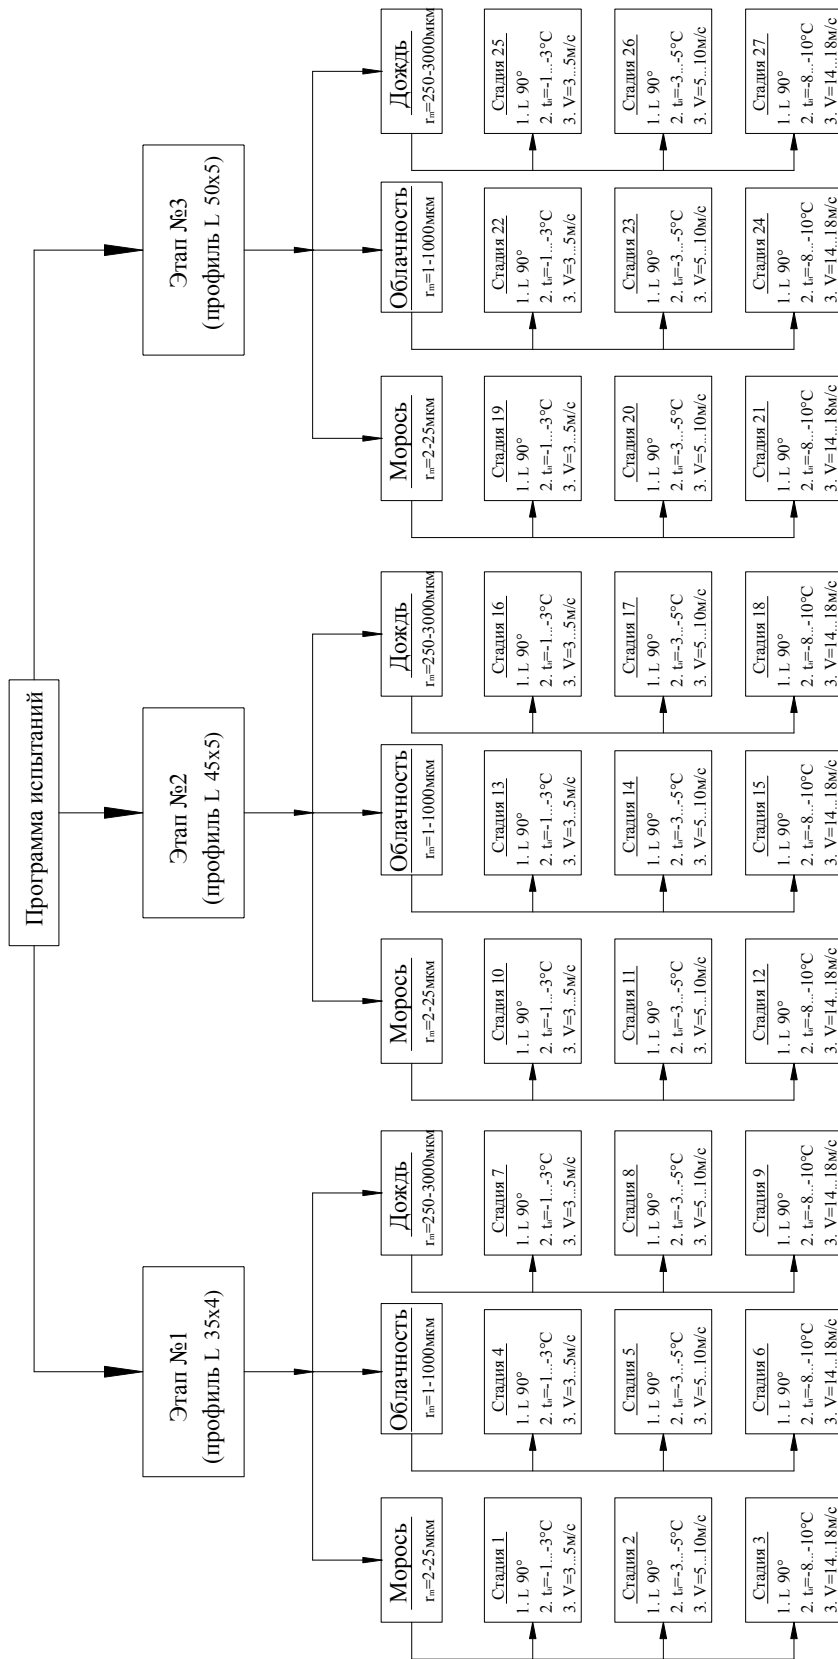 Программа испытаний
Этап №1
(профиль L 35x4)
Этап №2
(профиль L 45x5)
Этап №3
(профиль L 50x5)
Морось
rm=2-25мкм
Облачность
rm=1-1000мкм
Дождь
rm=250-3000мкм
Морось
rm=2-25мкм
Облачность
rm=1-1000мкм
Дождь
rm=250-3000мкм
Морось
rm=2-25мкм
Облачность
rm=1-1000мкм
Дождь
rm=250-3000мкм
Стадия 1
1. L 90°
2. tн=-1...-3°C
3. V=3...5м/с
Стадия 4
1. L 90°
2. tн=-1...-3°C
3. V=3...5м/с
Стадия 7
1. L 90°
2. tн=-1...-3°C
3. V=3...5м/с
Стадия 10
1. L 90°
2. tн=-1...-3°C
3. V=3...5м/с
Стадия 13
1. L 90°
2. tн=-1...-3°C
3. V=3...5м/с
Стадия 16
1. L 90°
2. tн=-1...-3°C
3. V=3...5м/с
Стадия 19
1. L 90°
2. tн=-1...-3°C
3. V=3...5м/с
Стадия 22
1. L 90°
2. tн=-1...-3°C
3. V=3...5м/с
Стадия 25
1. L 90°
2. tн=-1...-3°C
3. V=3...5м/с
Стадия 2
1. L 90°
2. tн=-3...-5°C
3. V=5...10м/с
Стадия 5
1. L 90°
2. tн=-3...-5°C
3. V=5...10м/с
Стадия 8
1. L 90°
2. tн=-3...-5°C
3. V=5...10м/с
Стадия 11
1. L 90°
2. tн=-3...-5°C
3. V=5...10м/с
Стадия 14
1. L 90°
2. tн=-3...-5°C
3. V=5...10м/с
Стадия 17
1. L 90°
2. tн=-3...-5°C
3. V=5...10м/с
Стадия 20
1. L 90°
2. tн=-3...-5°C
3. V=5...10м/с
Стадия 23
1. L 90°
2. tн=-3...-5°C
3. V=5...10м/с
Стадия 26
1. L 90°
2. tн=-3...-5°C
3. V=5...10м/с
Стадия 3
1. L 90°
2. tн=-8...-10°C
3. V=14...18м/с
Стадия 6
1. L 90°
2. tн=-8...-10°C
3. V=14...18м/с
Стадия 9
1. L 90°
2. tн=-8...-10°C
3. V=14...18м/с
Стадия 12
1. L 90°
2. tн=-8...-10°C
3. V=14...18м/с
Стадия 15
1. L 90°
2. tн=-8...-10°C
3. V=14...18м/с
Стадия 18
1. L 90°
2. tн=-8...-10°C
3. V=14...18м/с
Стадия 21
1. L 90°
2. tн=-8...-10°C
3. V=14...18м/с
Стадия 24
1. L 90°
2. tн=-8...-10°C
3. V=14...18м/с
Стадия 27
1. L 90°
2. tн=-8...-10°C
3. V=14...18м/с